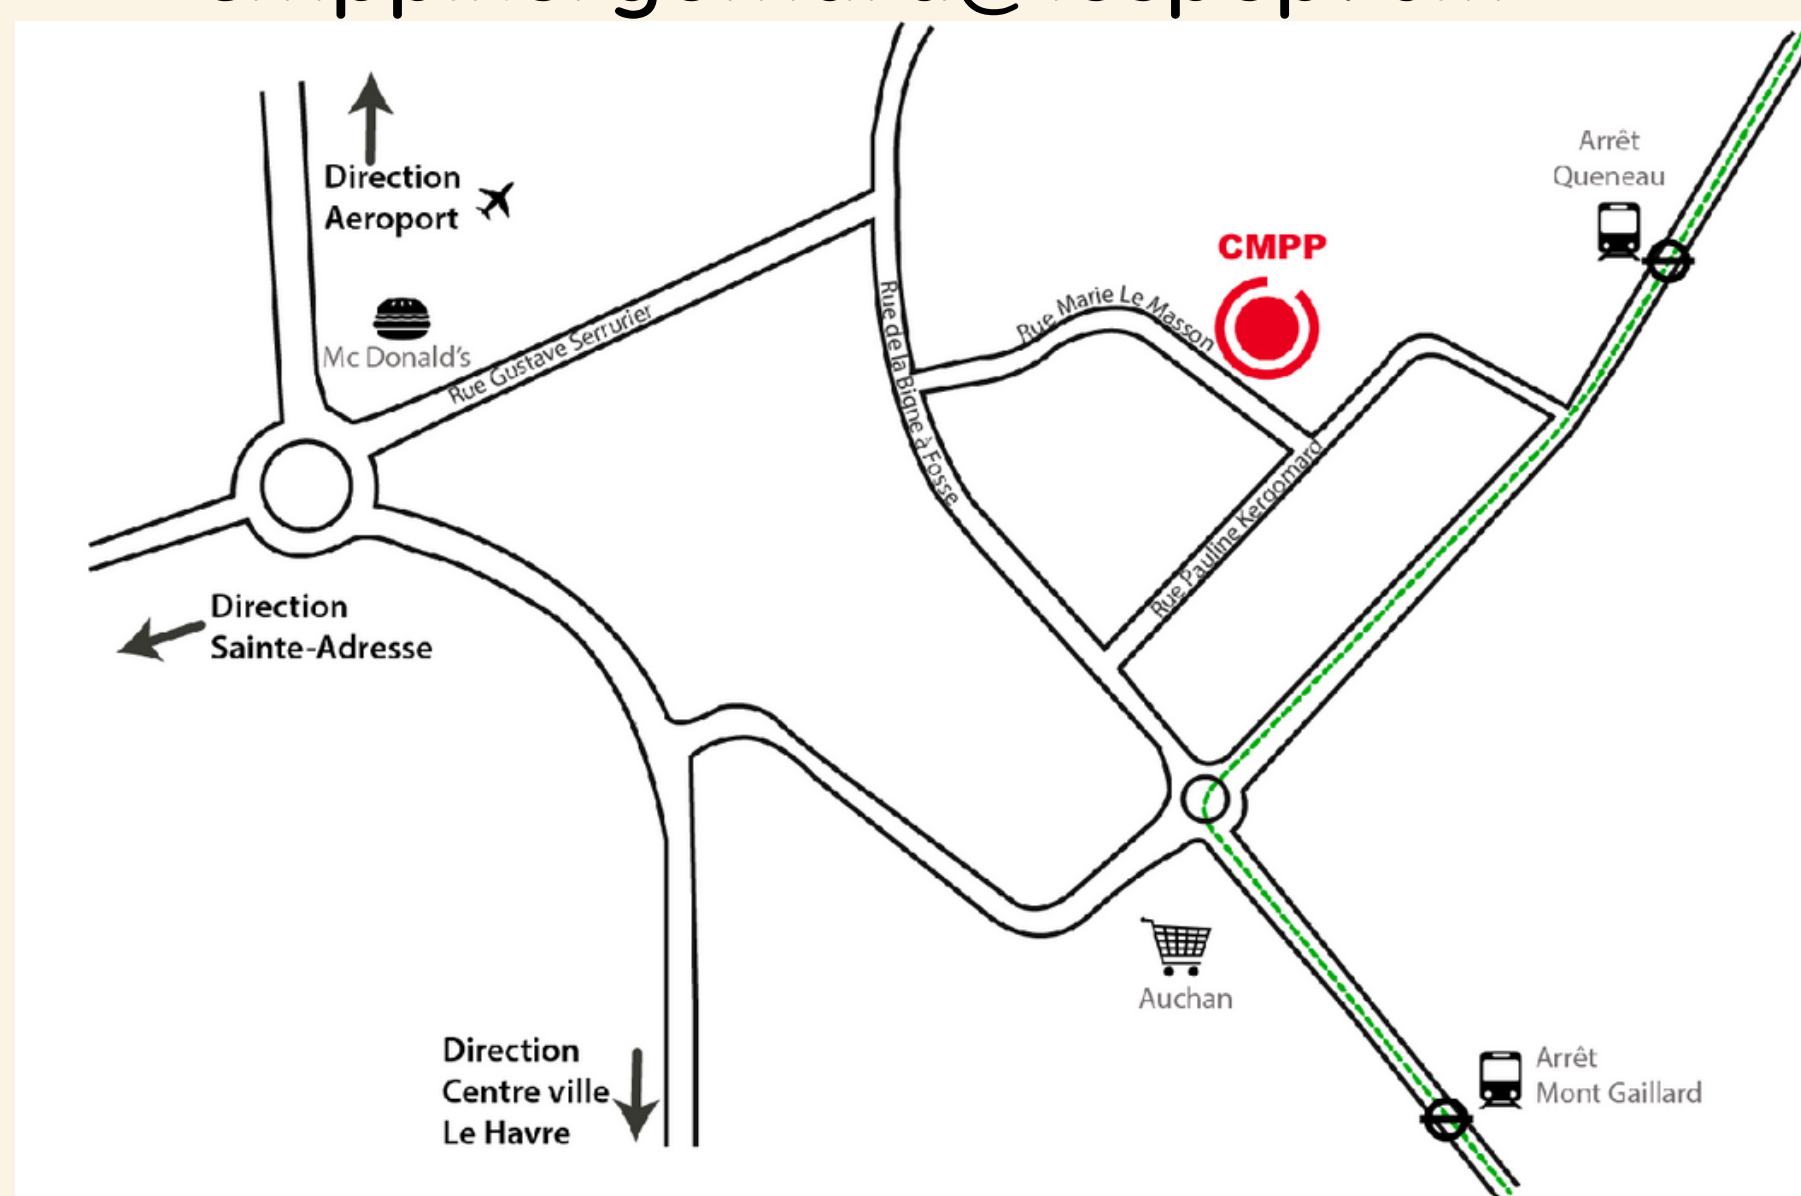 Direction
Aeroport
Mc Donald's
Rue Gustave Serrurier
Rue de la Bigne à Fosse
Rue Marie Le Masson
CMPP
Arrêt
Queneau
Rue Pauline Kergomard
Direction
Sainte-Adresse
Auchan
Direction
Centre ville
Le Havre
Arrêt
Mont Gaillard